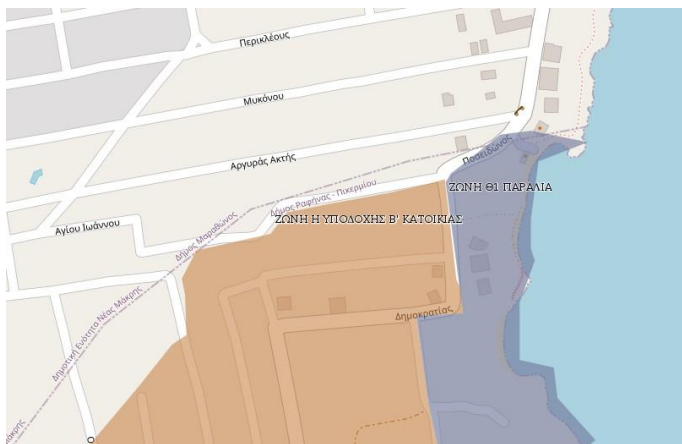 Περικλέους
Μυκόνου
Αργυράς Ακτής
Ποσειδώνος
ΖΩΝΗ Θ1 ΠΑΡΑΛΙΑ
Δήμος Ραφήνας - Πικερμίου
ΖΩΝΗ Η ΥΠΟΔΟΧΗΣ Β' ΚΑΤΟΙΚΙΑΣ
Αγίου Ιωάννου
Δήμος Μαραθώνος
Δημοτική Ενότητα Νέας Μάκρης
Δημοκρατίας
Μάκρης